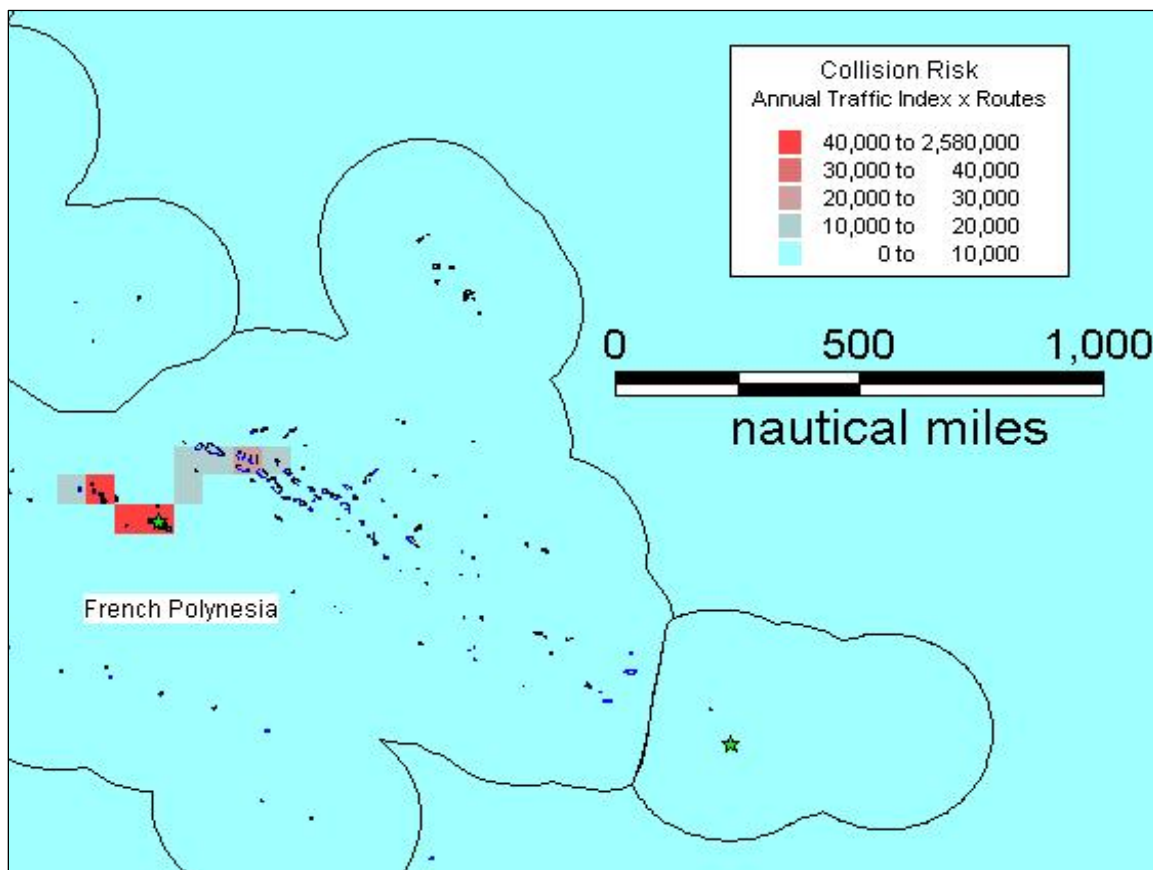 Collision Risk
Annual Traffic Index x Routes
40,000 to 2,580,000
30,000 to 40,000
20,000 to 30,000
10,000 to 20,000
0 to 10,000
0 500 1,000
nautical miles
French Polynesia